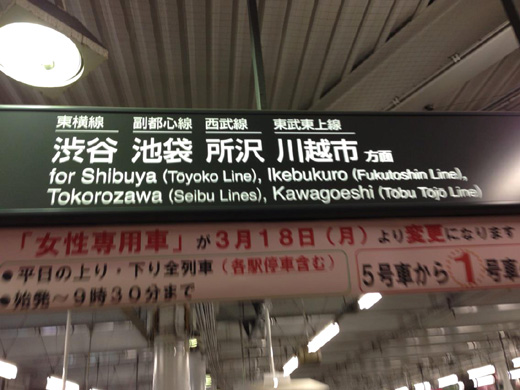 東横線 副都心線 西武線 東武東上線
渋谷 池袋 所沢 川越市 方面
for Shibuya (Toyoko Line), Ikebukuro (Fukutoshin Line),
Tokorozawa (Seibu Lines), Kawagoeshi (Tobu Tojo Line)
「女性専用車」が3月18日(月)より変更になります
●平日の上り・下り全列車(各駅停車含む)
●始発~9時30分まで
5号車から1号車